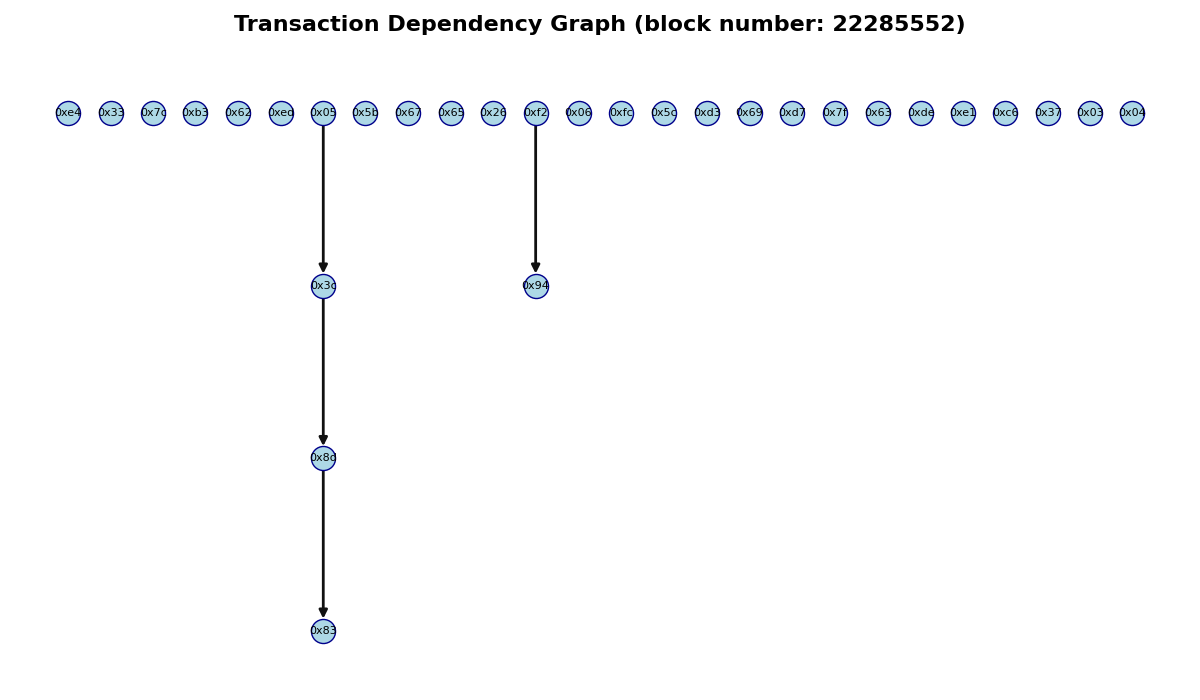 Transaction Dependency Graph (block number: 22285552)
0xe4 0x33 0x7c 0xb3 0x62 0xed 0x05 0x5b 0x67 0x65 0x26 0xf2 0x06 0xfc 0x5c 0xd3 0x69 0xd7 0x7f 0x63 0xde 0xe1 0xc6 0x37 0x03 0x04
0x3c 0x94
0x8d
0x83